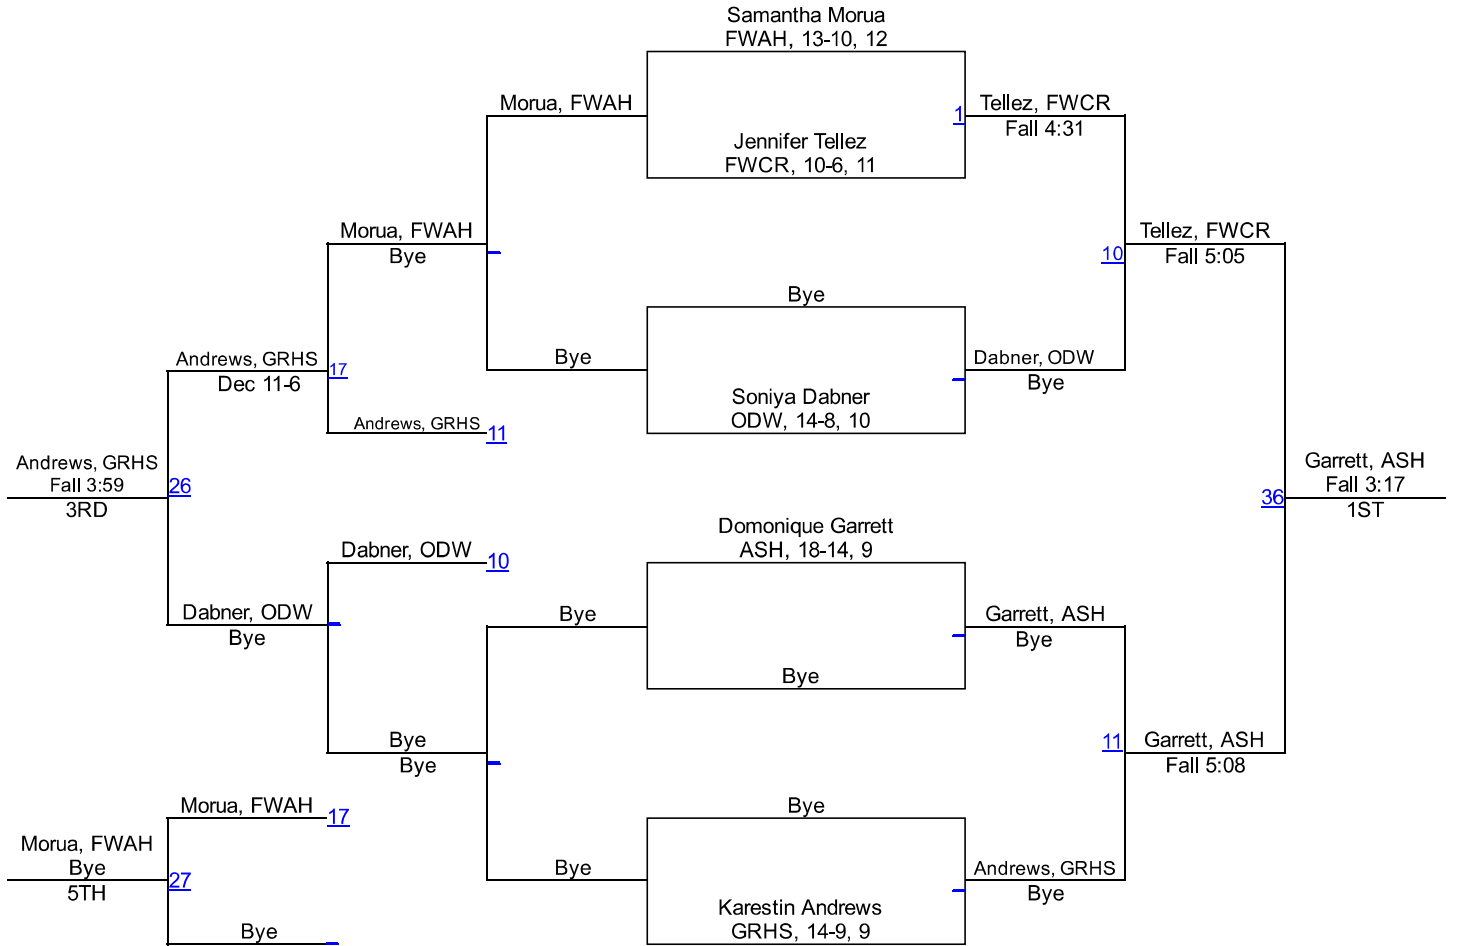 Samantha Morua
FWAH, 13-10, 12
Morua, FWAH
1
Tellez, FWCR
Fall 4:31
Jennifer Tellez
FWCR, 10-6, 11
Morua, FWAH
Bye
Tellez, FWCR
10
Fall 5:05
Bye
Bye
Dabner, ODW
Bye
Andrews, GRHS
17
Dec 11-6
Soniya Dabner
ODW, 14-8, 10
Andrews, GRHS
11
Andrews, GRHS
Fall 3:59
26
3RD
Garrett, ASH
Fall 3:17
36
1ST
Domonique Garrett
ASH, 18-14, 9
Dabner, ODW
10
Dabner, ODW
Bye
Bye
Garrett, ASH
Bye
Bye
Bye
Bye
11
Garrett, ASH
Fall 5:08
Morua, FWAH
17
Bye
Morua, FWAH
Bye
27
5TH
Bye
Andrews, GRHS
Bye
Karestin Andrews
GRHS, 14-9, 9
Bye